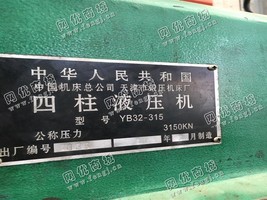 中华人民共和国
中国机床总公司 天津市锻压机床厂
四柱液压机
型号 YB32-315
公称压力 3150KN
出厂编号 年 月制造